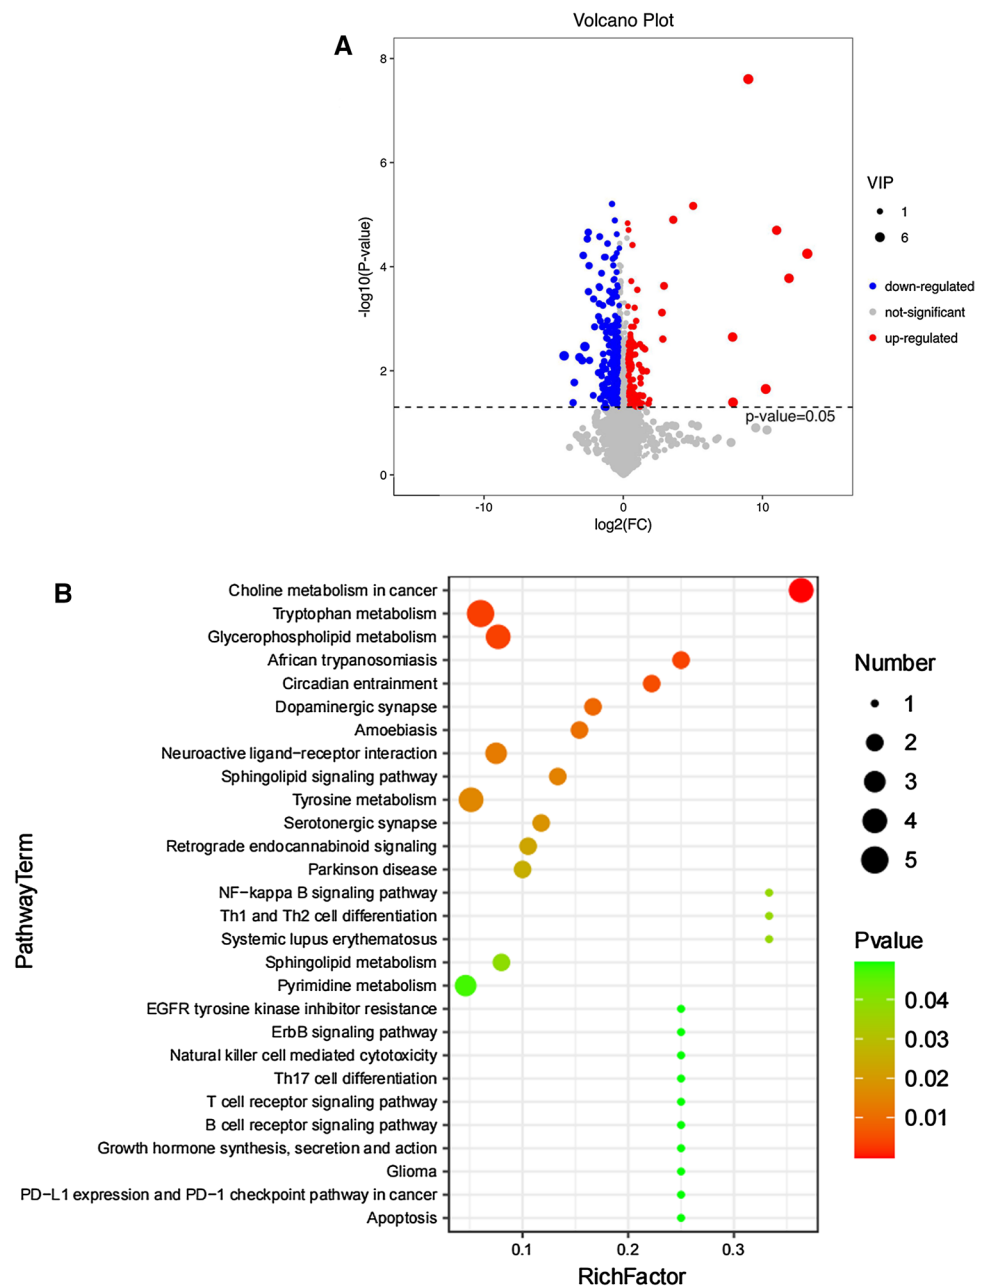 Volcano Plot
A
8
6
4
2
0
-log10(P-value)
p-value=0.05
-10
0
10
log2(FC)
VIP
1
6
down-regulated
not-significant
up-regulated
B
PathwayTerm
Choline metabolism in cancer
Tryptophan metabolism
Glycerophospholipid metabolism
African trypanosomiasis
Circadian entrainment
Dopaminergic synapse
Amoebiasis
Neuroactive ligand−receptor interaction
Sphingolipid signaling pathway
Tyrosine metabolism
Serotonergic synapse
Retrograde endocannabinoid signaling
Parkinson disease
NF−kappa B signaling pathway
Th1 and Th2 cell differentiation
Systemic lupus erythematosus
Sphingolipid metabolism
Pyrimidine metabolism
EGFR tyrosine kinase inhibitor resistance
ErbB signaling pathway
Natural killer cell mediated cytotoxicity
Th17 cell differentiation
T cell receptor signaling pathway
B cell receptor signaling pathway
Growth hormone synthesis, secretion and action
Glioma
PD−L1 expression and PD−1 checkpoint pathway in cancer
Apoptosis
0.1
0.2
0.3
RichFactor
Number
1
2
3
4
5
Pvalue
0.04
0.03
0.02
0.01